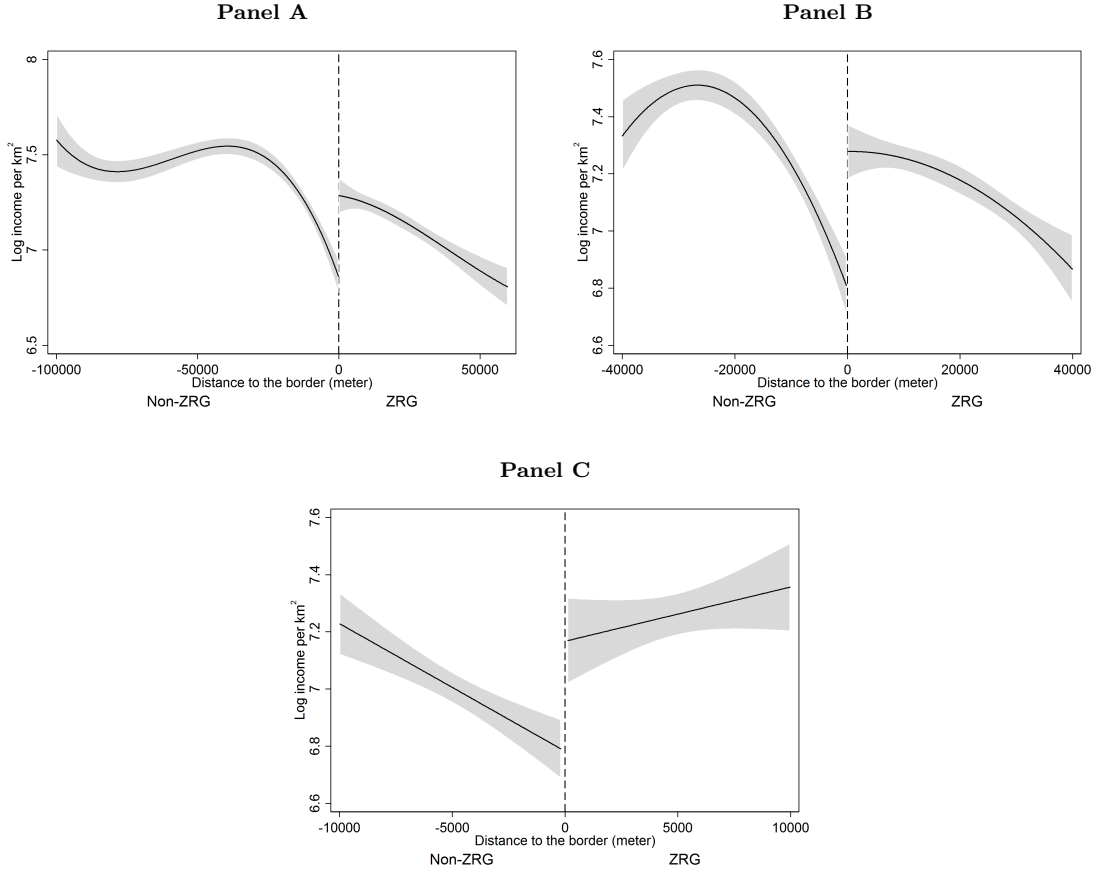 Panel A
Log income per km²
8
7.5
7
6.5
-100000 -50000 0 50000
Distance to the border (meter)
Non-ZRG ZRG
Panel B
Log income per km²
7.6
7.4
7.2
7
6.8
6.6
-40000 -20000 0 20000 40000
Distance to the border (meter)
Non-ZRG ZRG
Panel C
Log income per km²
7.6
7.4
7.2
7
6.8
6.6
-10000 -5000 0 5000 10000
Distance to the border (meter)
Non-ZRG ZRG